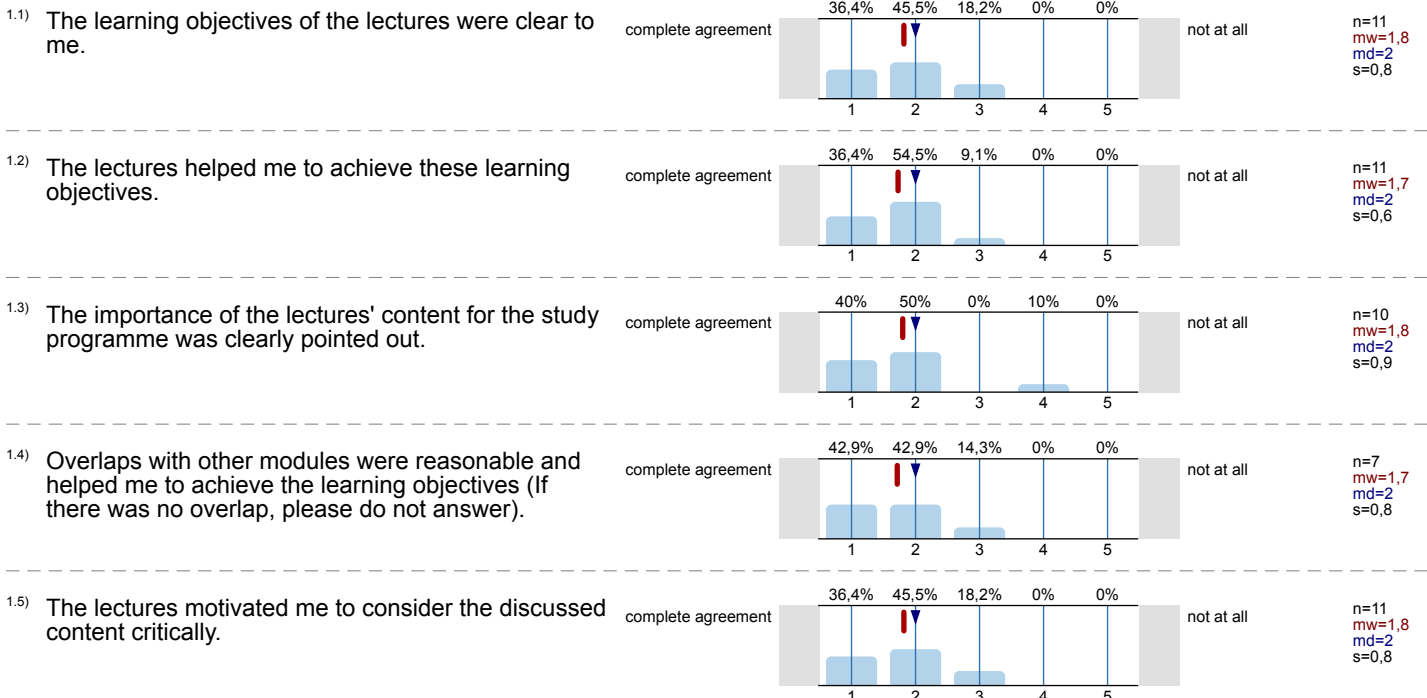 1.1) The learning objectives of the lectures were clear to
me.
complete agreement
36,4% 45,5% 18,2% 0% 0%
1 2 3 4 5
not at all
n=11
mw=1,8
md=2
s=0,8
1.2) The lectures helped me to achieve these learning
objectives.
complete agreement
36,4% 54,5% 9,1% 0% 0%
1 2 3 4 5
not at all
n=11
mw=1,7
md=2
s=0,6
1.3) The importance of the lectures' content for the study
programme was clearly pointed out.
complete agreement
40% 50% 0% 10% 0%
1 2 3 4 5
not at all
n=10
mw=1,8
md=2
s=0,9
1.4) Overlaps with other modules were reasonable and
helped me to achieve the learning objectives (If
there was no overlap, please do not answer).
complete agreement
42,9% 42,9% 14,3% 0% 0%
1 2 3 4 5
not at all
n=7
mw=1,7
md=2
s=0,8
1.5) The lectures motivated me to consider the discussed
content critically.
complete agreement
36,4% 45,5% 18,2% 0% 0%
1 2 3 4 5
not at all
n=11
mw=1,8
md=2
s=0,8